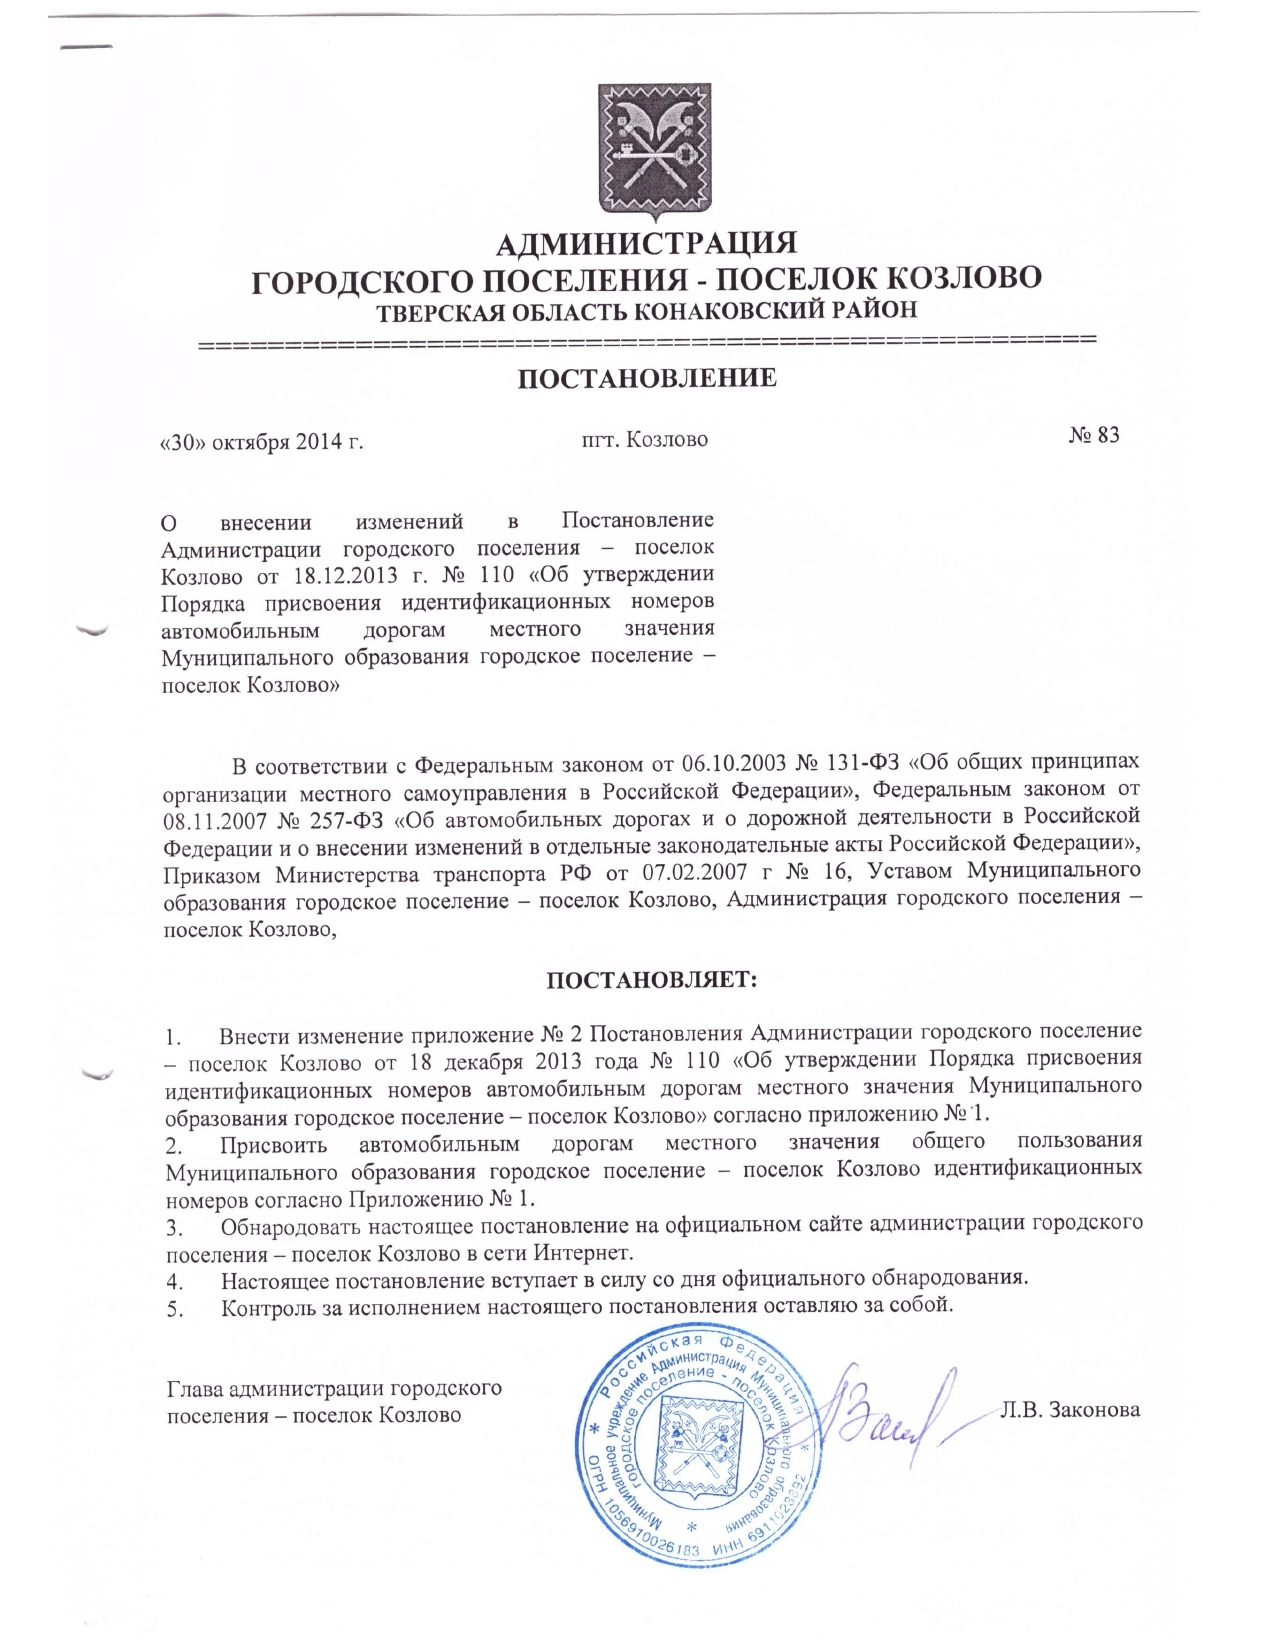 АДМИНИСТРАЦИЯ
ГОРОДСКОГО ПОСЕЛЕНИЯ - ПОСЕЛОК КОЗЛОВО
ТВЕРСКАЯ ОБЛАСТЬ КОНАКОВСКИЙ РАЙОН
====================================================
ПОСТАНОВЛЕНИЕ
«30» октября 2014 г. пгт. Козлово № 83
О внесении изменений в Постановление
Администрации городского поселения – поселок
Козлово от 18.12.2013 г. № 110 «Об утверждении
Порядка присвоения идентификационных номеров
автомобильным дорогам местного значения
Муниципального образования городское поселение –
поселок Козлово»
В соответствии с Федеральным законом от 06.10.2003 № 131-ФЗ «Об общих принципах
организации местного самоуправления в Российской Федерации», Федеральным законом от
08.11.2007 № 257-ФЗ «Об автомобильных дорогах и о дорожной деятельности в Российской
Федерации и о внесении изменений в отдельные законодательные акты Российской Федерации»,
Приказом Министерства транспорта РФ от 07.02.2007 г № 16, Уставом Муниципального
образования городское поселение – поселок Козлово, Администрация городского поселения –
поселок Козлово,
ПОСТАНОВЛЯЕТ:
1. Внести изменение приложение № 2 Постановления Администрации городского поселение
– поселок Козлово от 18 декабря 2013 года № 110 «Об утверждении Порядка присвоения
идентификационных номеров автомобильным дорогам местного значения Муниципального
образования городское поселение – поселок Козлово» согласно приложению № 1.
2. Присвоить автомобильным дорогам местного значения общего пользования
Муниципального образования городское поселение – поселок Козлово идентификационных
номеров согласно Приложению № 1.
3. Обнародовать настоящее постановление на официальном сайте администрации городского
поселения – поселок Козлово в сети Интернет.
4. Настоящее постановление вступает в силу со дня официального обнародования.
5. Контроль за исполнением настоящего постановления оставляю за собой.
Глава администрации городского
поселения – поселок Козлово
Л.В. Законова
* Российская Федерация *
ОГРН 1056910026183 ИНН 6911023892
Муниципальное учреждение Администрация Муниципального образования *
городское поселение - поселок Козлово